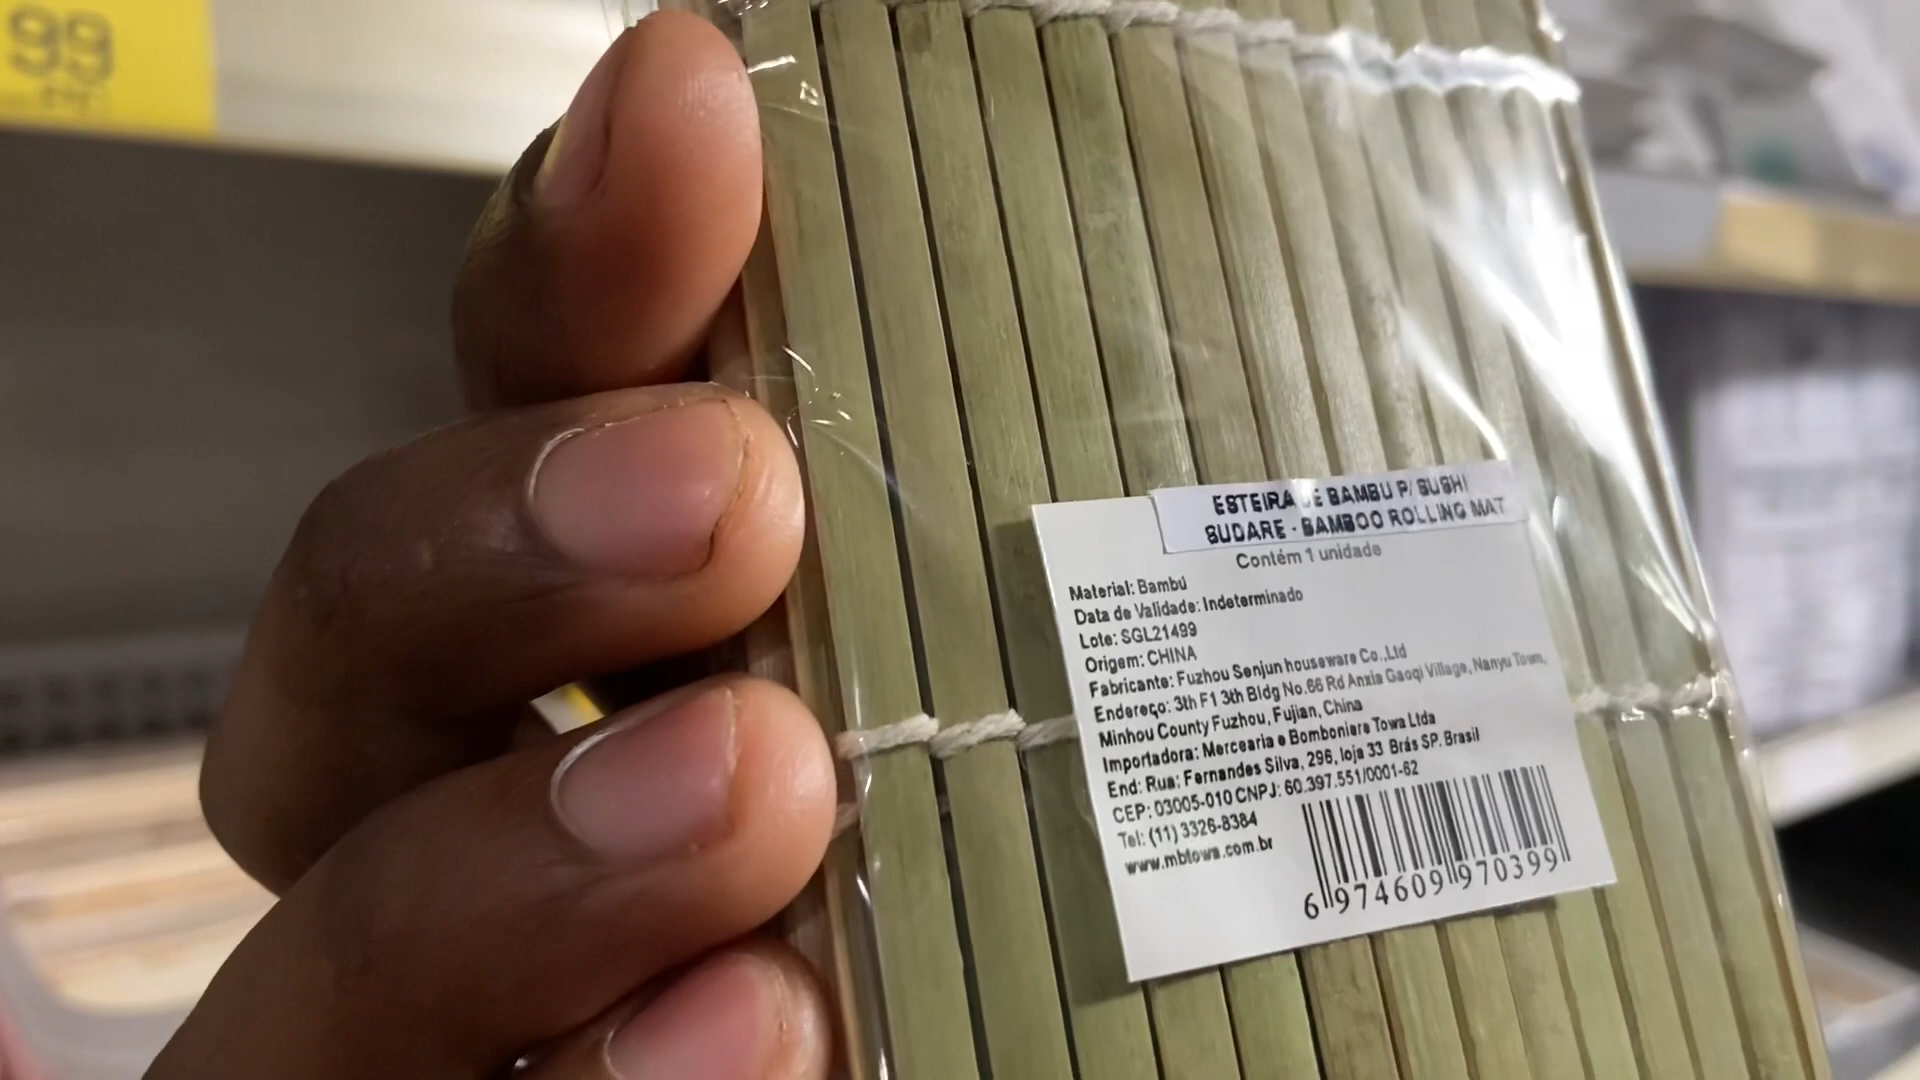 99
ESTEIRA DE BAMBU P/ SUSHI
SUDARE - BAMBOO ROLLING MAT
Contém 1 unidade
Material: Bambú
Data de Validade: Indeterminado
Lote: SGL21499
Origem: CHINA
Fabricante: Fuzhou Senjun houseware Co.,Ltd
Endereço: 3th F1 3th Bldg No.66 Rd Anxia Gaoqi Village, Nanyu Town,
Minhou County Fuzhou, Fujian, China
Importadora: Mercearia e Bomboniere Towa Ltda
End: Rua: Fernandes Silva, 296, loja 33 Brás SP. Brasil
CEP: 03005-010 CNPJ: 60.397.551/0001-62
Tel: (11) 3326-8384
www.mbtowa.com.br
6 974609 970399